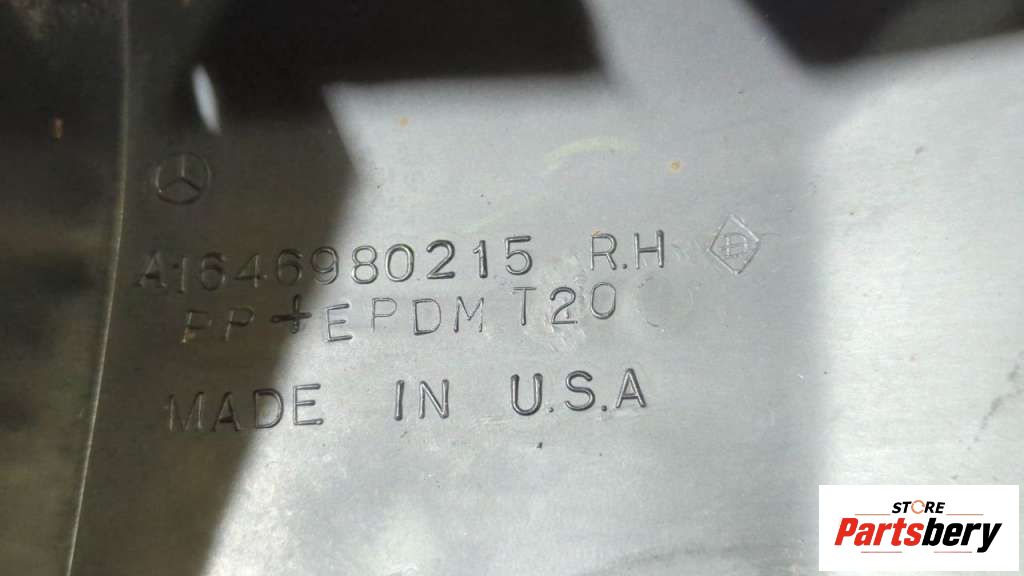 A1646980215 R.H
PP+EPDM T20
MADE IN U.S.A
STORE
Partsbery